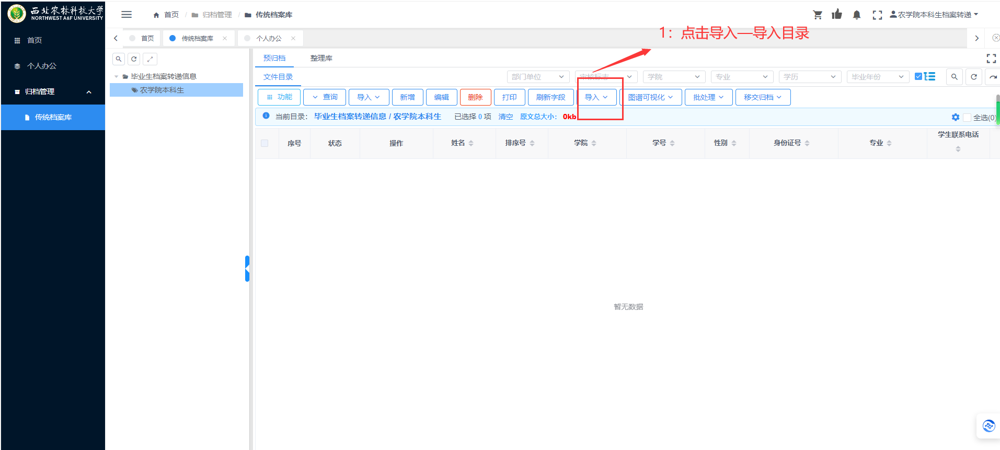 西北农林科技大学
NORTHWEST A&F UNIVERSITY
首页
个人办公
归档管理
传统档案库
首页 / 归档管理 / 传统档案库
农学院本科生档案转递
首页 传统档案库 个人办公
1：点击导入—导入目录
毕业生档案转递信息
农学院本科生
预归档 整理库
文件目录
部门单位 审核标志 学院 专业 学历 毕业年份
功能 查询 导入 新增 编辑 删除 打印 刷新字段 导入 图谱可视化 批处理 移交归档
当前目录： 毕业生档案转递信息 / 农学院本科生 已选择 0 项 清空 原文总大小： 0kb 全选(0)
序号 状态 操作 姓名 排序号 学院 学号 性别 身份证号 专业 学生联系电话
暂无数据